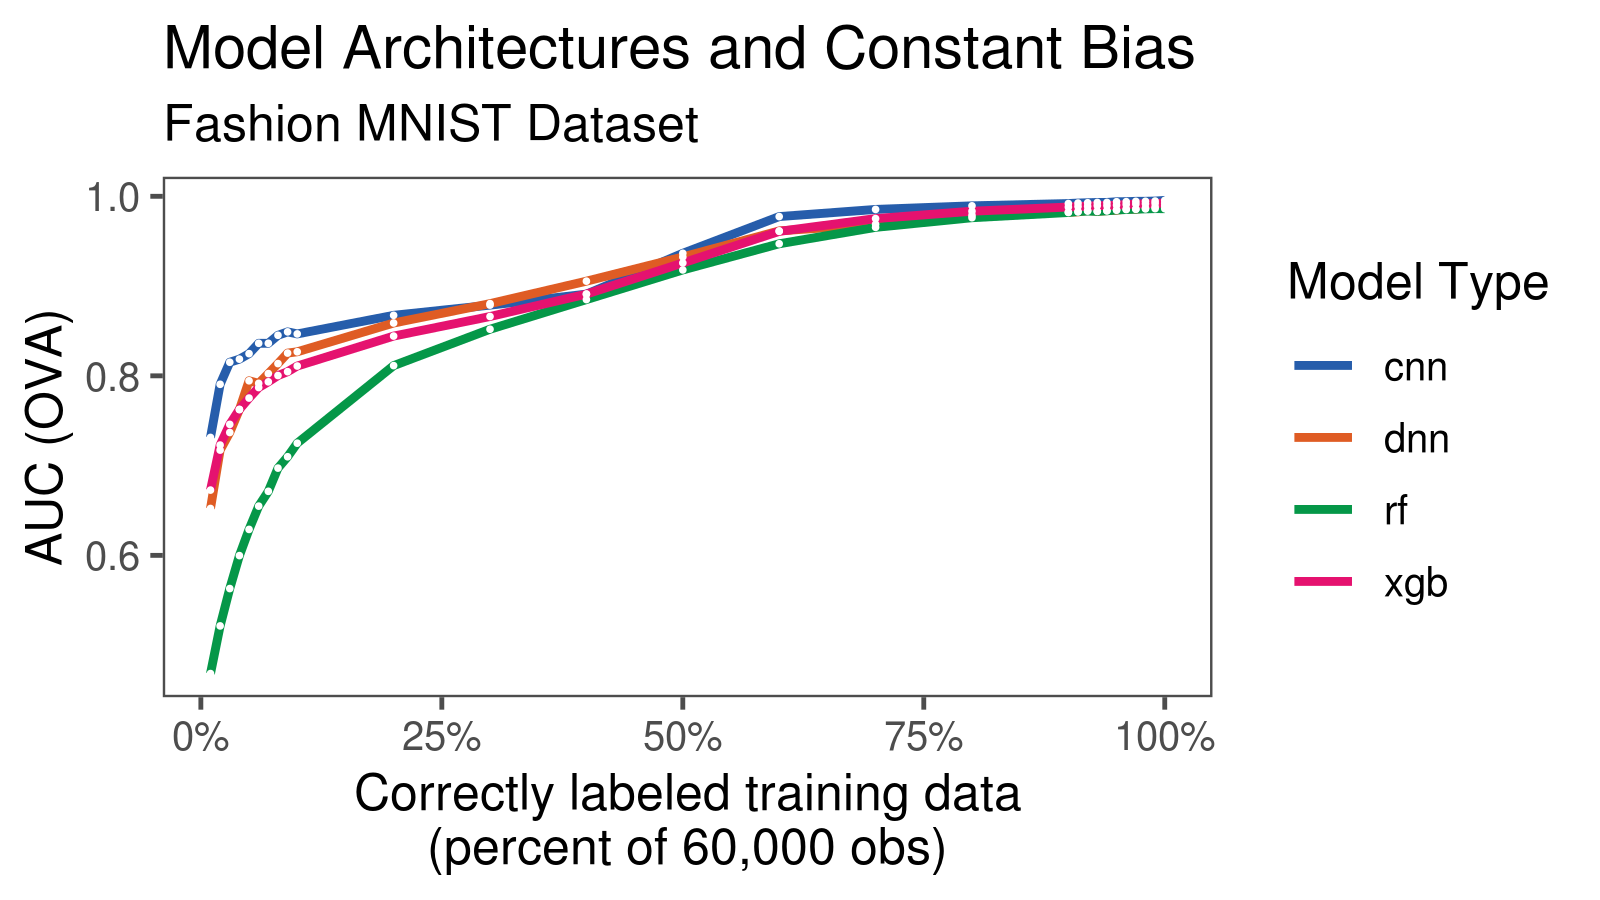 Model Architectures and Constant Bias
Fashion MNIST Dataset
1.0
0.8
0.6
AUC (OVA)
0%
25%
50%
75%
100%
Correctly labeled training data
(percent of 60,000 obs)
Model Type
cnn
dnn
rf
xgb